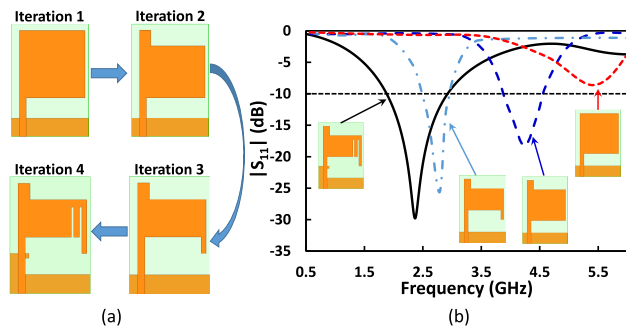 Iteration 1
Iteration 2
Iteration 4
Iteration 3
(a)
0
-5
-10
-15
-20
-25
-30
-35
|S11| (dB)
0.5 1.5 2.5 3.5 4.5 5.5
Frequency (GHz)
(b)